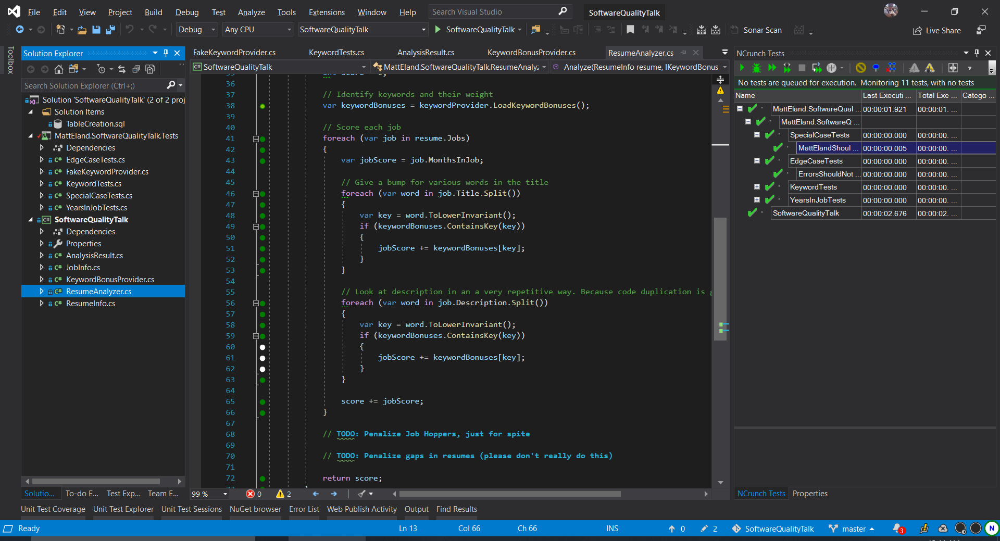 File Edit View Project Build Debug Test Analyze Tools Extensions Window Help Search Visual Studio SoftwareQualityTalk
Debug Any CPU SoftwareQualityTalk SoftwareQualityTalk Sonar Scan Live Share
Toolbox
Solution Explorer
Search Solution Explorer (Ctrl+;)
Solution 'SoftwareQualityTalk' (2 of 2 proj
Solution Items
TableCreation.sql
MattEland.SoftwareQualityTalk.Tests
Dependencies
C# EdgeCaseTests.cs
C# FakeKeywordProvider.cs
C# KeywordTests.cs
C# SpecialCaseTests.cs
C# YearsInJobTests.cs
C# SoftwareQualityTalk
Dependencies
Properties
C# AnalysisResult.cs
C# JobInfo.cs
C# KeywordBonusProvider.cs
C# ResumeAnalyzer.cs
C# ResumeInfo.cs
Solutio... To-do E... Test Exp... Team E...
FakeKeywordProvider.cs KeywordTests.cs AnalysisResult.cs KeywordBonusProvider.cs ResumeAnalyzer.cs
C# SoftwareQualityTalk MattEland.SoftwareQualityTalk.ResumeAnalyz Analyze(ResumeInfo resume, IKeywordBonus
36
37 // Identify keywords and their weight
38 var keywordBonuses = keywordProvider.LoadKeywordBonuses();
39
40 // Score each job
41 foreach (var job in resume.Jobs)
42 {
43 var jobScore = job.MonthsInJob;
44
45 // Give a bump for various words in the title
46 foreach (var word in job.Title.Split())
47 {
48 var key = word.ToLowerInvariant();
49 if (keywordBonuses.ContainsKey(key))
50 {
51 jobScore += keywordBonuses[key];
52 }
53 }
54
55 // Look at description in an a very repetitive way. Because code duplication is
56 foreach (var word in job.Description.Split())
57 {
58 var key = word.ToLowerInvariant();
59 if (keywordBonuses.ContainsKey(key))
60 {
61 jobScore += keywordBonuses[key];
62 }
63 }
64
65 score += jobScore;
66 }
67
68 // TODO: Penalize Job Hoppers, just for spite
69
70 // TODO: Penalize gaps in resumes (please don't really do this)
71
72 return score;
99 % 0 2
NCrunch Tests
No tests are queued for execution. Monitoring 11 tests, with no tests
Name Last Executi ... Total Exe ... Catego ...
MattEland.SoftwareQual ... 00:00:01.921 00:00:01. ...
MattEland.SoftwareQ ...
SpecialCaseTests 00:00:00.000 00:00:00. ...
MattElandShoul ... 00:00:00.005 00:00:00. ...
EdgeCaseTests 00:00:00.000 00:00:00. ...
ErrorsShouldNot ... 00:00:00.000 00:00:00. ...
KeywordTests 00:00:00.000 00:00:00. ...
YearsInJobTests 00:00:00.000 00:00:00. ...
SoftwareQualityTalk 00:00:02.676 00:00:02. ...
NCrunch Tests Properties
Unit Test Coverage Unit Test Explorer Unit Test Sessions NuGet browser Error List Web Publish Activity Output Find Results
Ready Ln 13 Col 66 Ch 66 INS 0 2 SoftwareQualityTalk master 3 N